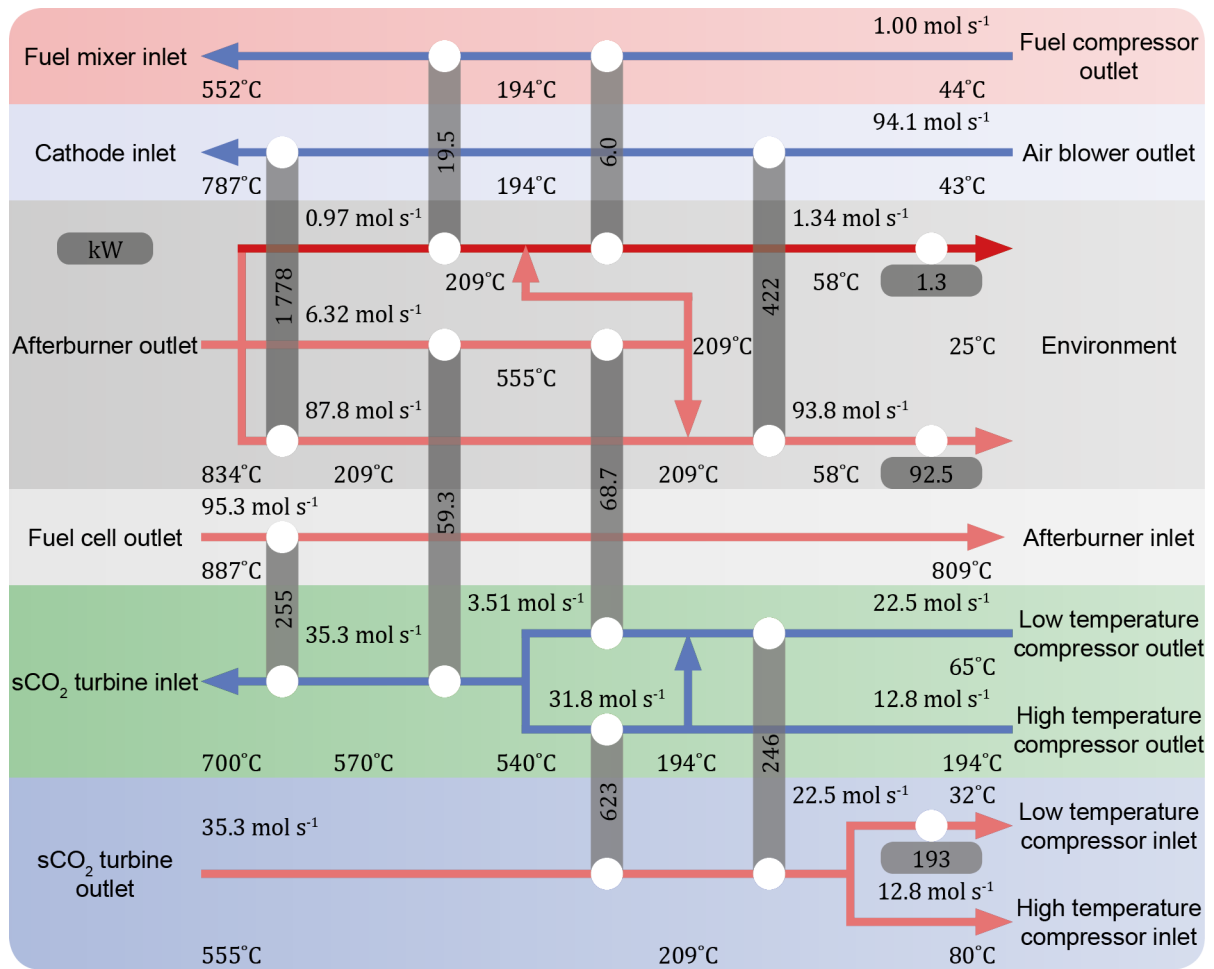 1.00 mol s⁻¹
Fuel mixer inlet
Fuel compressor
outlet
552°C
194°C
44°C
19.5
6.0
94.1 mol s⁻¹
Cathode inlet
Air blower outlet
787°C
194°C
43°C
0.97 mol s⁻¹
1.34 mol s⁻¹
kW
209°C
58°C
1.3
1 778
422
6.32 mol s⁻¹
Afterburner outlet
209°C
25°C
Environment
555°C
87.8 mol s⁻¹
93.8 mol s⁻¹
834°C
209°C
209°C
58°C
92.5
59.3
68.7
95.3 mol s⁻¹
Fuel cell outlet
Afterburner inlet
887°C
809°C
255
3.51 mol s⁻¹
22.5 mol s⁻¹
Low temperature
compressor outlet
35.3 mol s⁻¹
65°C
sCO₂ turbine inlet
31.8 mol s⁻¹
12.8 mol s⁻¹
High temperature
compressor outlet
700°C
570°C
540°C
194°C
194°C
246
623
22.5 mol s⁻¹
32°C
Low temperature
compressor inlet
35.3 mol s⁻¹
193
sCO₂ turbine
outlet
12.8 mol s⁻¹
High temperature
compressor inlet
555°C
209°C
80°C